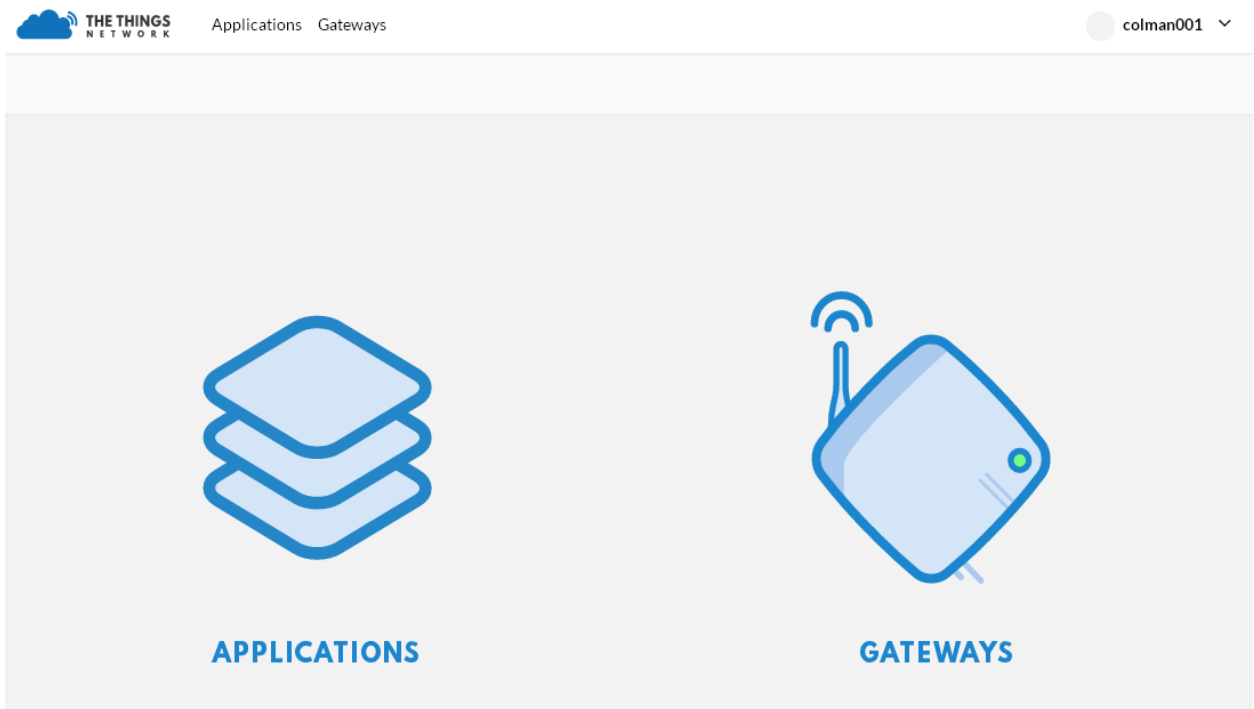 THE THINGS
NETWORK
Applications Gateways
colman001
APPLICATIONS
GATEWAYS